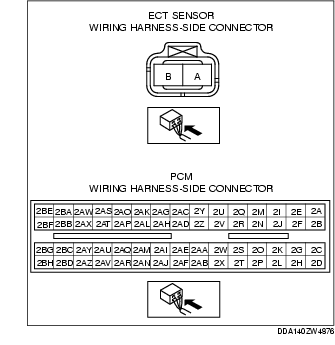 ECT SENSOR
WIRING HARNESS-SIDE CONNECTOR
B A
PCM
WIRING HARNESS-SIDE CONNECTOR
2BE 2BA 2AW 2AS 2AO 2AK 2AG 2AC 2Y 2U 2Q 2M 2I 2E 2A
2BF 2BB 2AX 2AT 2AP 2AL 2AH 2AD 2Z 2V 2R 2N 2J 2F 2B
2BG 2BC 2AY 2AU 2AQ 2AM 2AI 2AE 2AA 2W 2S 2O 2K 2G 2C
2BH 2BD 2AZ 2AV 2AR 2AN 2AJ 2AF 2AB 2X 2T 2P 2L 2H 2D
DDA140ZW4976